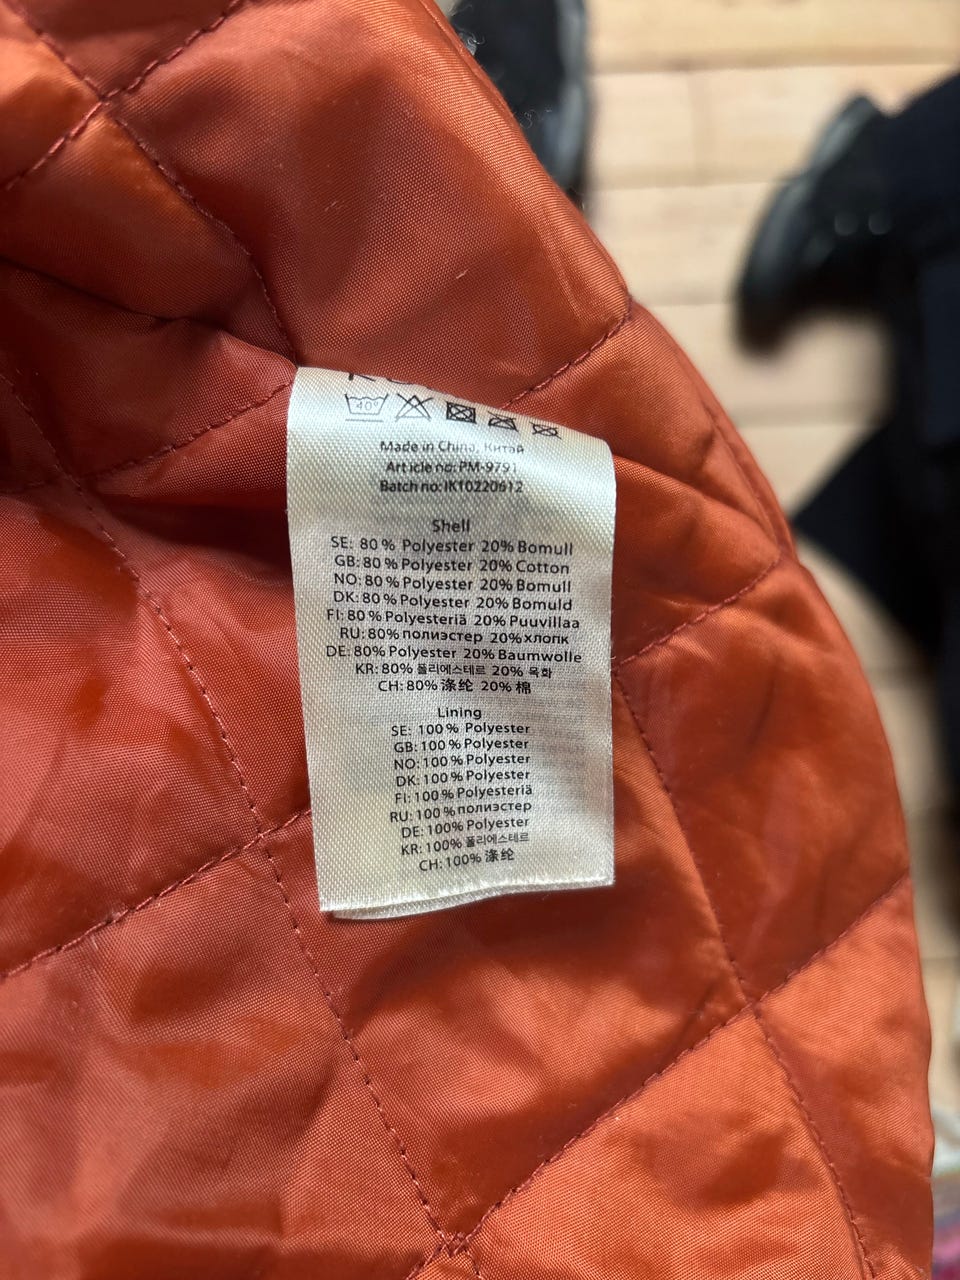 40°
Made in China, Китай
Article no: PM-9791
Batch no: IK10220612
Shell
SE: 80% Polyester 20% Bomull
GB: 80% Polyester 20% Cotton
NO: 80% Polyester 20% Bomull
DK: 80% Polyester 20% Bomuld
FI: 80% Polyesteriä 20% Puuvillaa
RU: 80% полиэстер 20% хлопк
DE: 80% Polyester 20% Baumwolle
KR: 80% 폴리에스테르 20% 목화
CH: 80% 涤纶 20% 棉
Lining
SE: 100% Polyester
GB: 100% Polyester
NO: 100% Polyester
DK: 100% Polyester
FI: 100% Polyesteriä
RU: 100% полиэстер
DE: 100% Polyester
KR: 100% 폴리에스테르
CH: 100% 涤纶